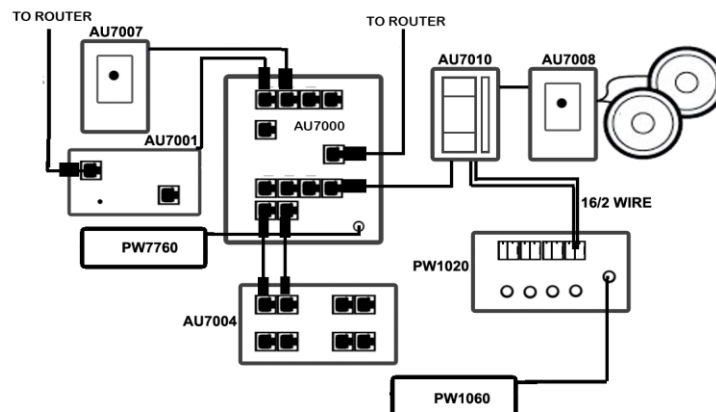 TO ROUTER
AU7007
TO ROUTER
AU7010
AU7008
AU7001
AU7000
16/2 WIRE
PW7760
PW1020
AU7004
PW1060